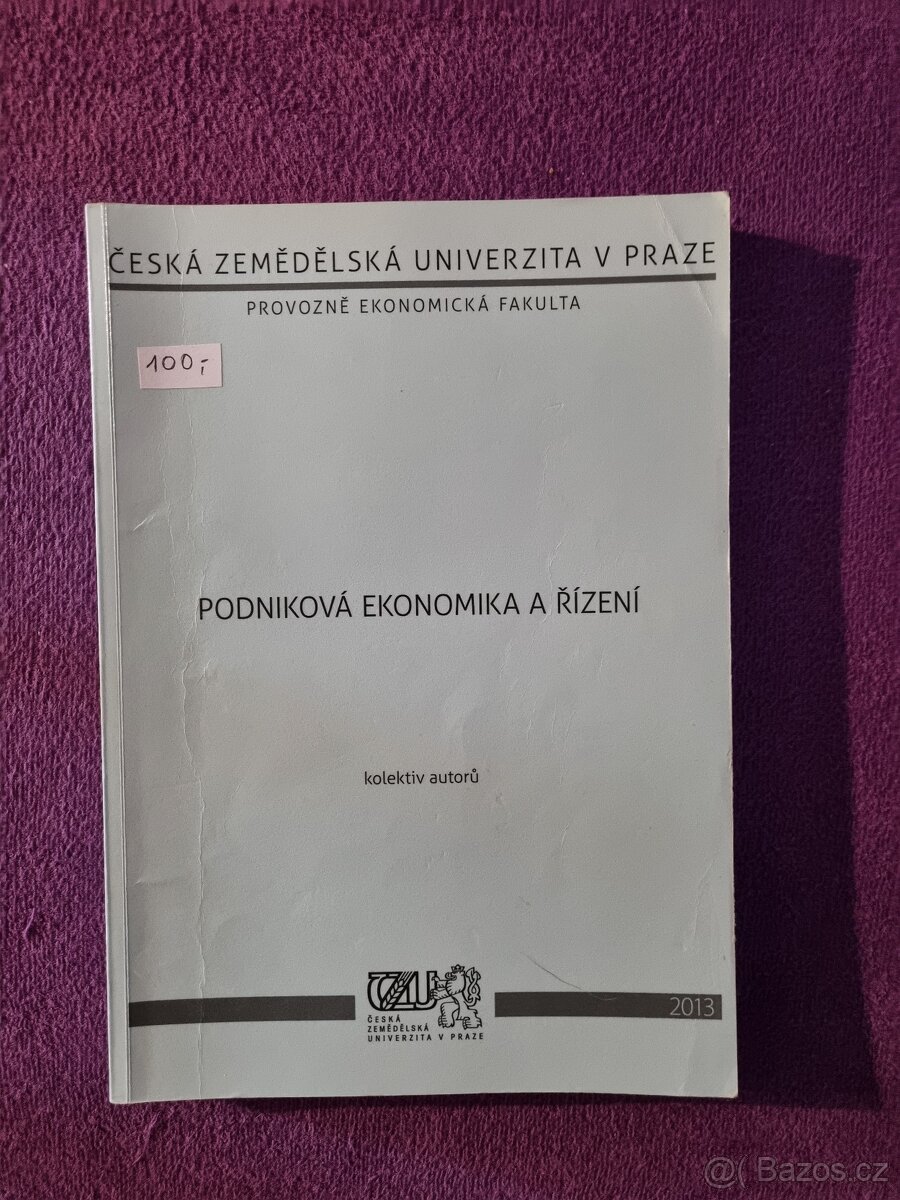 ČESKÁ ZEMĚDĚLSKÁ UNIVERZITA V PRAZE
PROVOZNĚ EKONOMICKÁ FAKULTA
100,-
PODNIKOVÁ EKONOMIKA A ŘÍZENÍ
kolektiv autorů
ČZU
ČESKÁ
ZEMĚDĚLSKÁ
UNIVERZITA V PRAZE
2013
@( Bazos.cz